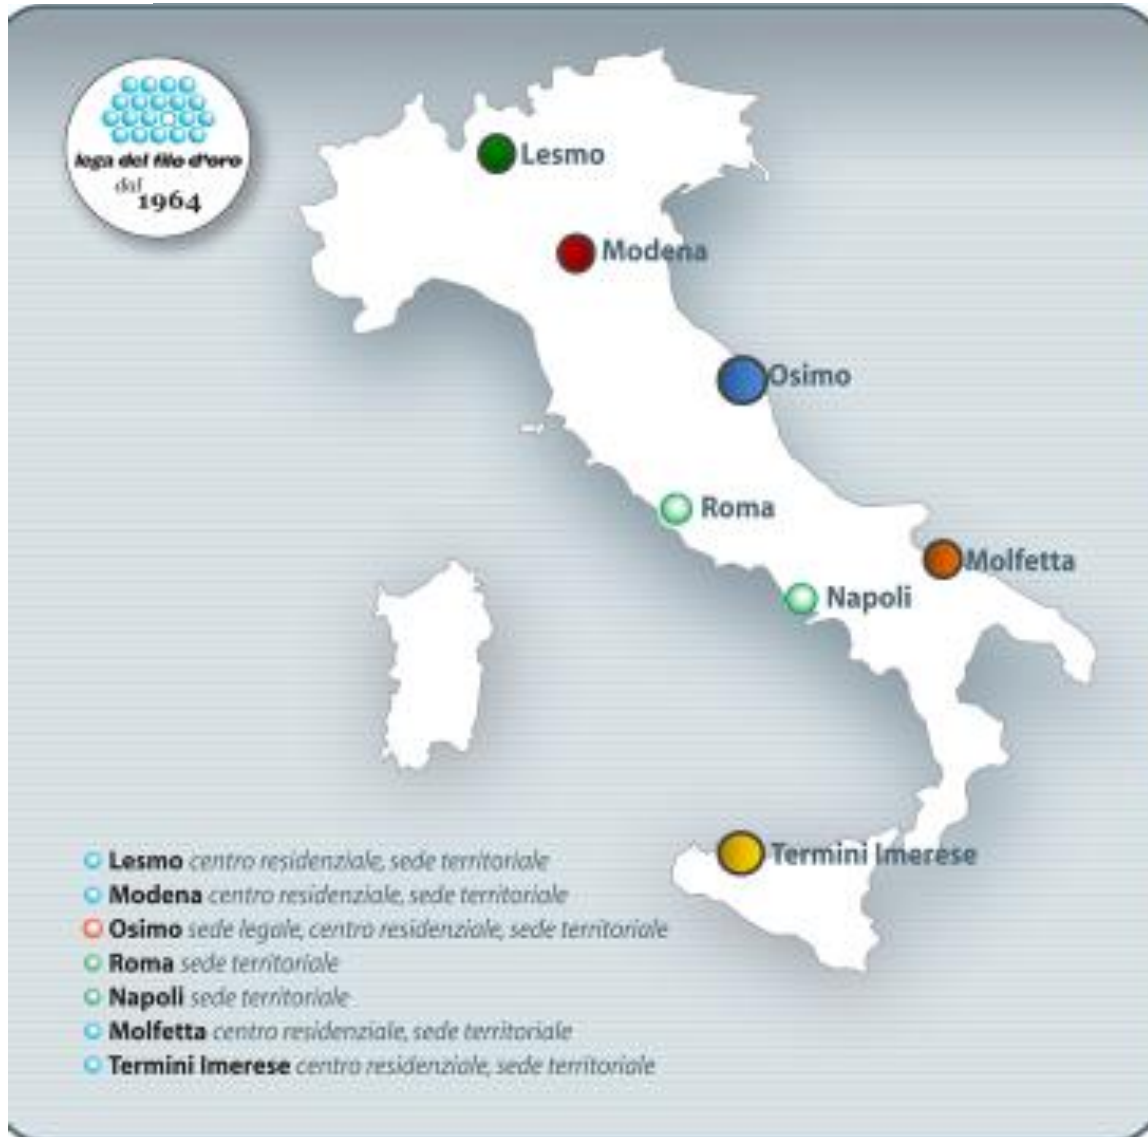 lega del filo d'oro
dal
1964
Lesmo
Modena
Osimo
Roma
Molfetta
Napoli
Termini Imerese
Lesmo centro residenziale, sede territoriale
Modena centro residenziale, sede territoriale
Osimo sede legale, centro residenziale, sede territoriale
Roma sede territoriale
Napoli sede territoriale
Molfetta centro residenziale, sede territoriale
Termini Imerese centro residenziale, sede territoriale